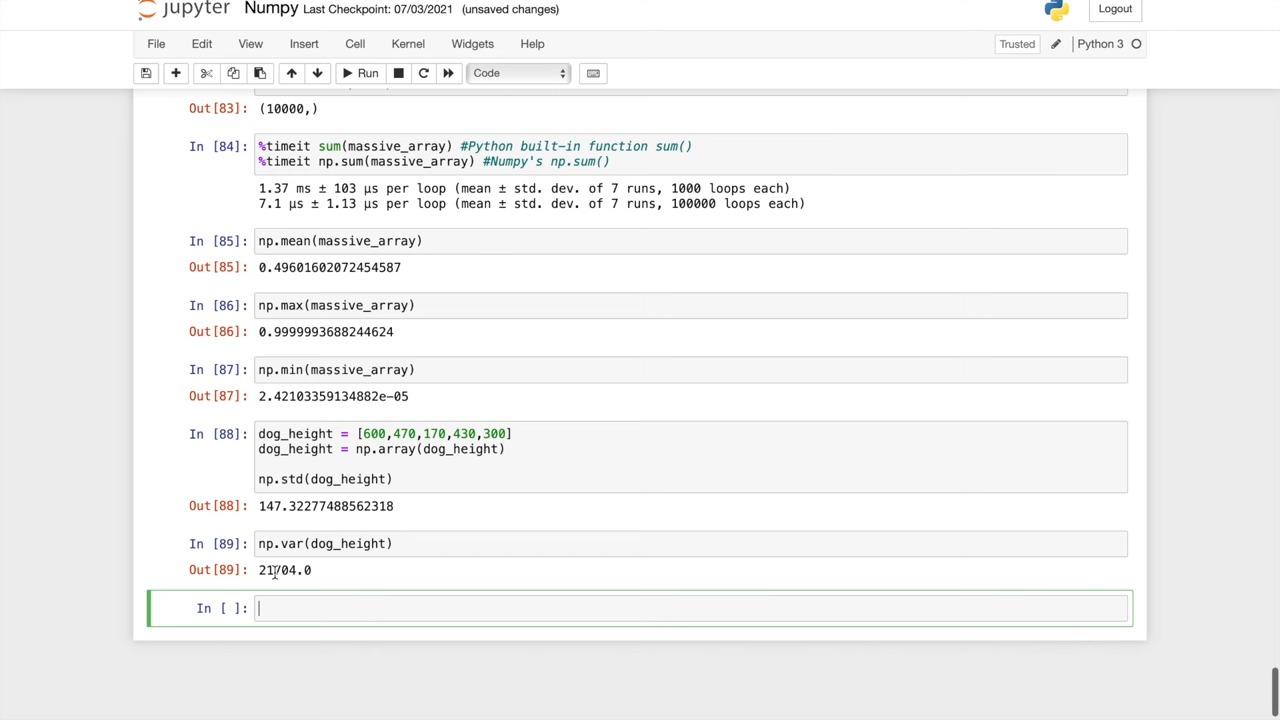 jupyter Numpy Last Checkpoint: 07/03/2021 (unsaved changes) Logout
File Edit View Insert Cell Kernel Widgets Help Trusted Python 3
Run Code
Out[83]: (10000,)
In [84]: %timeit sum(massive_array) #Python built-in function sum()
%timeit np.sum(massive_array) #Numpy's np.sum()
1.37 ms ± 103 µs per loop (mean ± std. dev. of 7 runs, 1000 loops each)
7.1 µs ± 1.13 µs per loop (mean ± std. dev. of 7 runs, 100000 loops each)
In [85]: np.mean(massive_array)
Out[85]: 0.49601602072454587
In [86]: np.max(massive_array)
Out[86]: 0.9999993688244624
In [87]: np.min(massive_array)
Out[87]: 2.42103359134882e-05
In [88]: dog_height = [600,470,170,430,300]
dog_height = np.array(dog_height)
np.std(dog_height)
Out[88]: 147.32277488562318
In [89]: np.var(dog_height)
Out[89]: 21704.0
In [ ]: